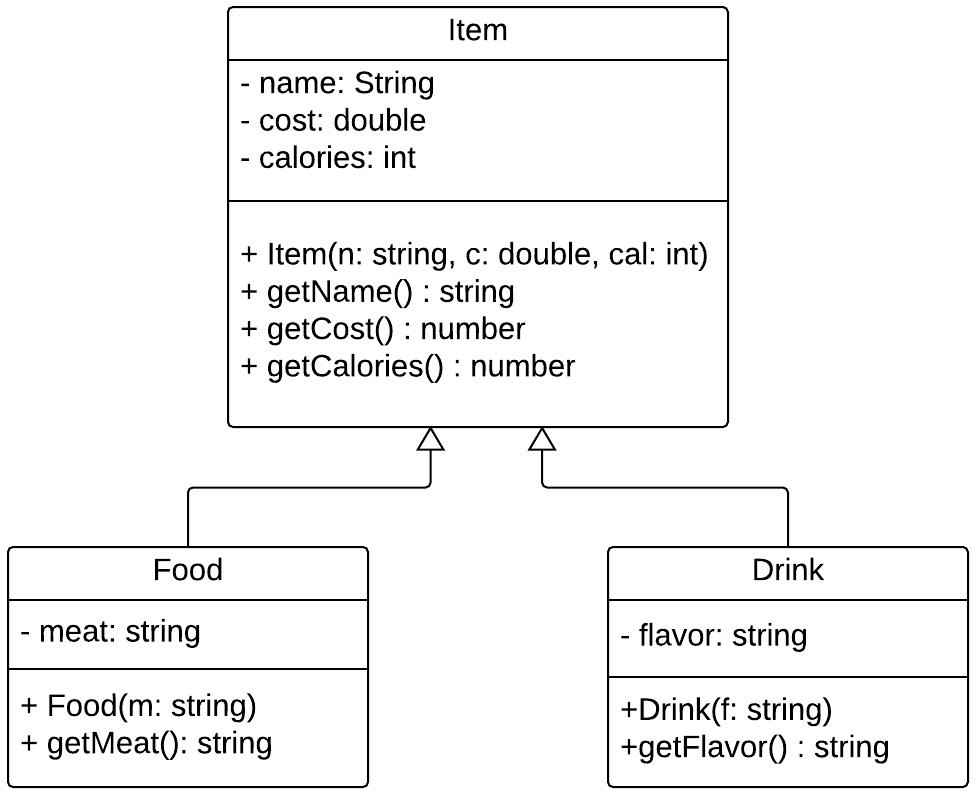 Item
- name: String
- cost: double
- calories: int
+ Item(n: string, c: double, cal: int)
+ getName() : string
+ getCost() : number
+ getCalories() : number
Food
- meat: string
+ Food(m: string)
+ getMeat(): string
Drink
- flavor: string
+Drink(f: string)
+getFlavor() : string